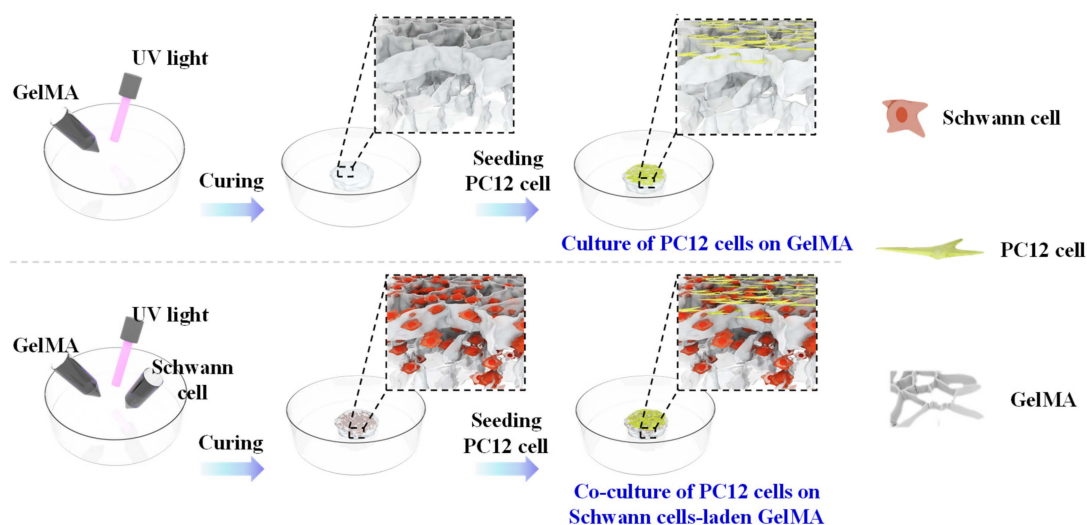 UV light
GelMA
Curing
Seeding
PC12 cell
Culture of PC12 cells on GelMA
UV light
GelMA
Schwann
cell
Curing
Seeding
PC12 cell
Co-culture of PC12 cells on
Schwann cells-laden GelMA
Schwann cell
PC12 cell
GelMA